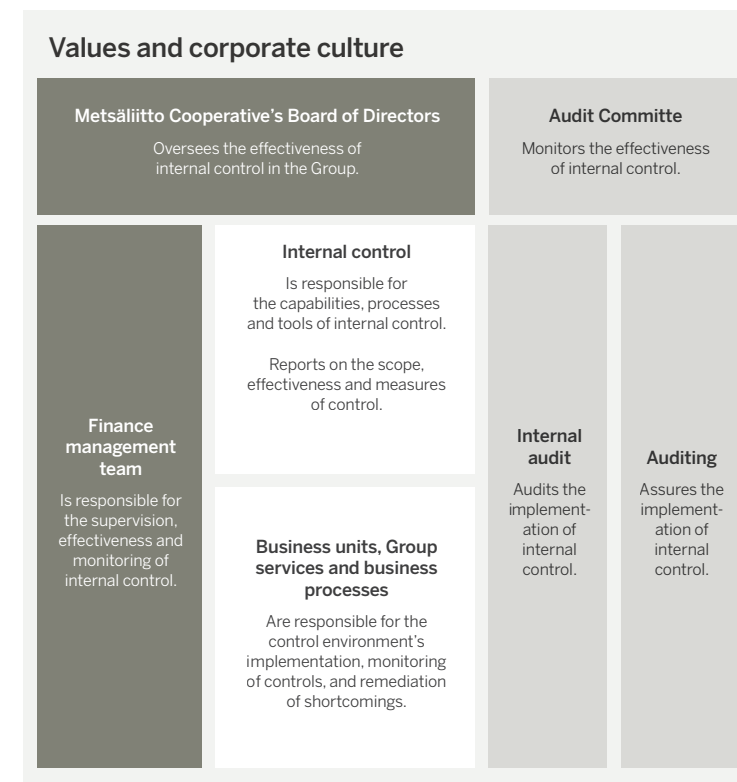 Values and corporate culture
Metsäliitto Cooperative’s Board of Directors
Oversees the effectiveness of
internal control in the Group.
Audit Committe
Monitors the effectiveness
of internal control.
Finance
management
team
Is responsible for
the supervision,
effectiveness and
monitoring of
internal control.
Internal control
Is responsible for
the capabilities, processes
and tools of internal control.
Reports on the scope,
effectiveness and measures
of control.
Business units, Group
services and business
processes
Are responsible for the
control environment’s
implementation, monitoring
of controls, and remediation
of shortcomings.
Internal
audit
Audits the
implement-
ation of
internal
control.
Auditing
Assures the
implement-
ation of
internal
control.